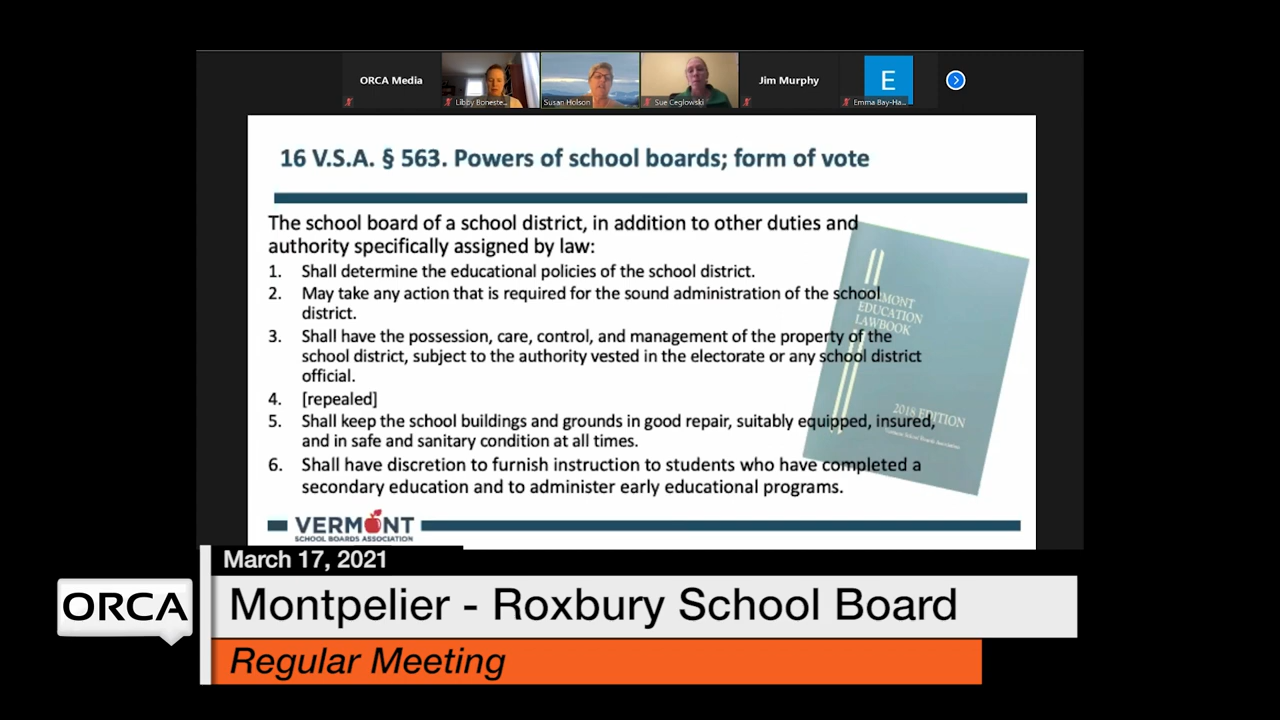 ORCA Media
Libby Boneste...
Susan Holson
Sue Ceglowski
Jim Murphy
E
Emma Bay-Ha...
16 V.S.A. § 563. Powers of school boards; form of vote
The school board of a school district, in addition to other duties and
authority specifically assigned by law:
1. Shall determine the educational policies of the school district.
2. May take any action that is required for the sound administration of the school
district.
3. Shall have the possession, care, control, and management of the property of the
school district, subject to the authority vested in the electorate or any school district
official.
4. [repealed]
5. Shall keep the school buildings and grounds in good repair, suitably equipped, insured,
and in safe and sanitary condition at all times.
6. Shall have discretion to furnish instruction to students who have completed a
secondary education and to administer early educational programs.
VERMONT
EDUCATION
LAWBOOK
2018 EDITION
Vermont School Boards Association
VERMONT
SCHOOL BOARDS ASSOCIATION
March 17, 2021
ORCA
Montpelier - Roxbury School Board
Regular Meeting